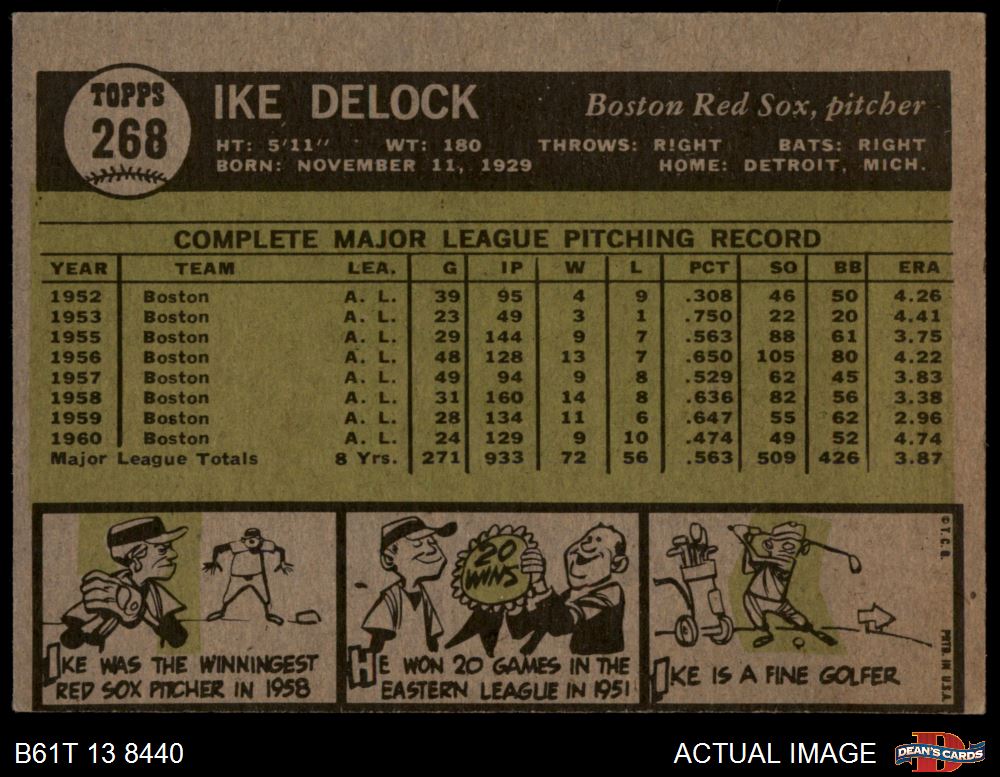 TOPPS
268
IKE DELOCK
Boston Red Sox, pitcher
HT: 5'11" WT: 180 THROWS: RIGHT BATS: RIGHT
BORN: NOVEMBER 11, 1929 HOME: DETROIT, MICH.
COMPLETE MAJOR LEAGUE PITCHING RECORD
YEAR TEAM LEA. G IP W L PCT SO BB ERA
1952 Boston A. L. 39 95 4 9 .308 46 50 4.26
1953 Boston A. L. 23 49 3 1 .750 22 20 4.41
1955 Boston A. L. 29 144 9 7 .563 88 61 3.75
1956 Boston A. L. 48 128 13 7 .650 105 80 4.22
1957 Boston A. L. 49 94 9 8 .529 62 45 3.83
1958 Boston A. L. 31 160 14 8 .636 82 56 3.38
1959 Boston A. L. 28 134 11 6 .647 55 62 2.96
1960 Boston A. L. 24 129 9 10 .474 49 52 4.74
Major League Totals 8 Yrs. 271 933 72 56 .563 509 426 3.87
IKE WAS THE WINNINGEST
RED SOX PITCHER IN 1958
20
WINS
HE WON 20 GAMES IN THE
EASTERN LEAGUE IN 1951
IKE IS A FINE GOLFER
© T. C. G.
PRTD. IN U.S.A.
B61T 13 8440
ACTUAL IMAGE
D
DEAN'S CARDS